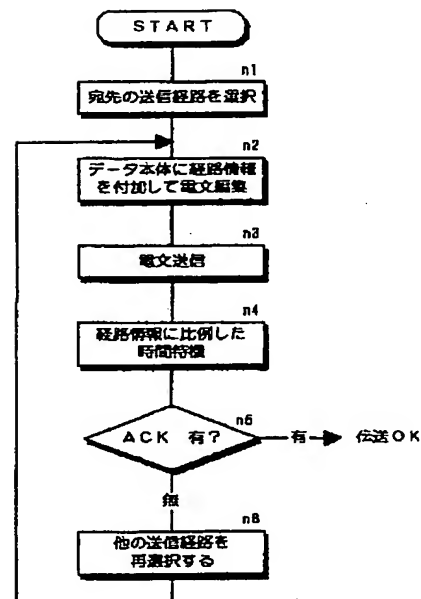 ＳＴＡＲＴ
n1
宛先の送信経路を選択
n2
データ本体に経路情報
を付加して電文編集
n3
電文送信
n4
経路情報に比例した
時間待機
n5
ＡＣＫ 有？
有
伝送ＯＫ
無
n8
他の送信経路を
再選択する